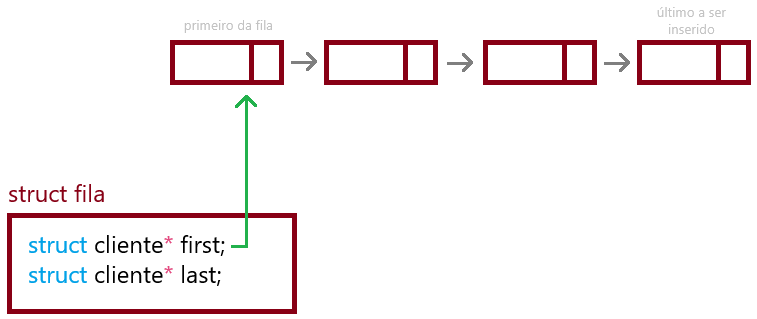 primeiro da fila
último a ser
inserido
struct fila
struct cliente* first;
struct cliente* last;